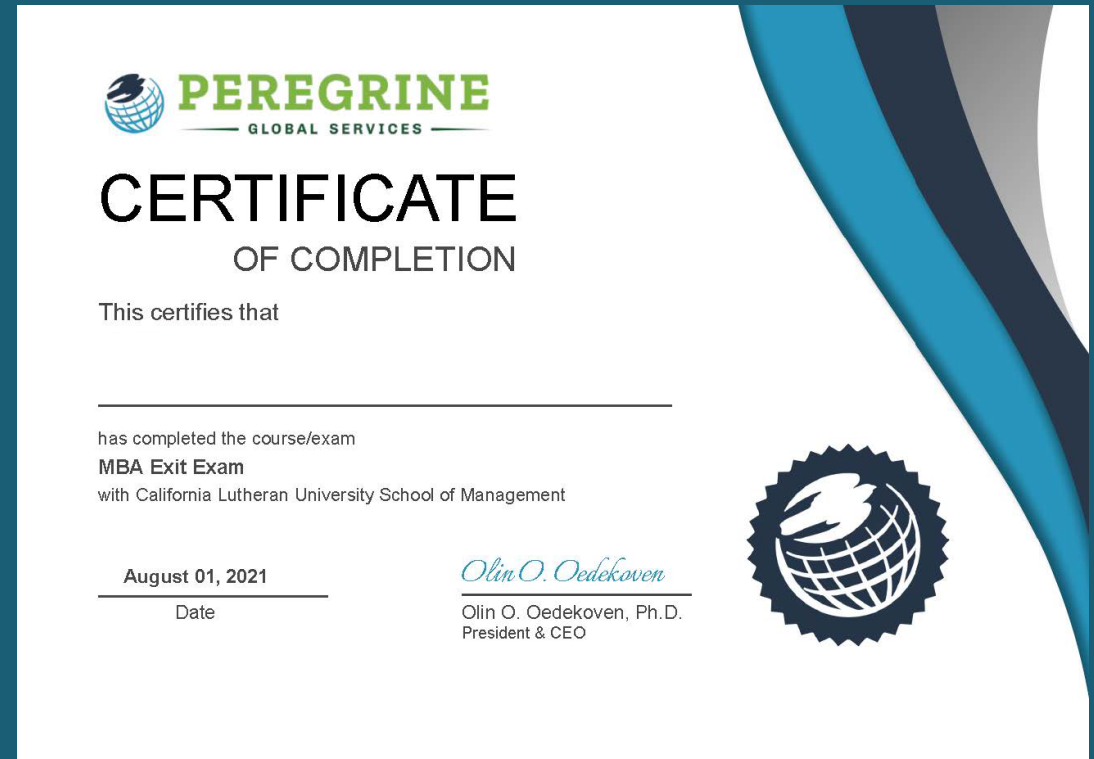 PEREGRINE
GLOBAL SERVICES
CERTIFICATE
OF COMPLETION
This certifies that
has completed the course/exam
MBA Exit Exam
with California Lutheran University School of Management
August 01, 2021
Date
Olin O. Oedekoven
Olin O. Oedekoven, Ph.D.
President & CEO